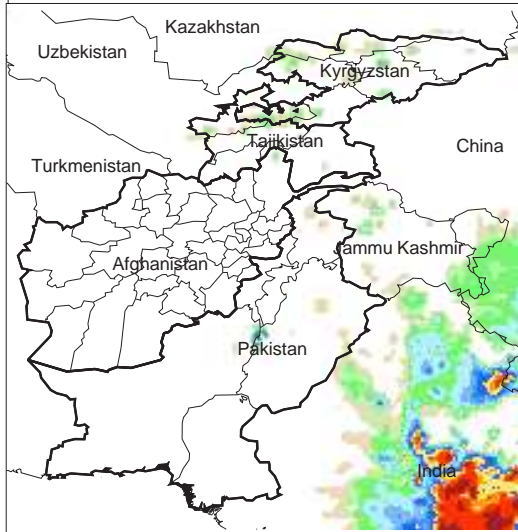 Kazakhstan
Uzbekistan
Kyrgyzstan
Tajikistan
China
Turkmenistan
Jammu Kashmir
Afghanistan
Pakistan
India